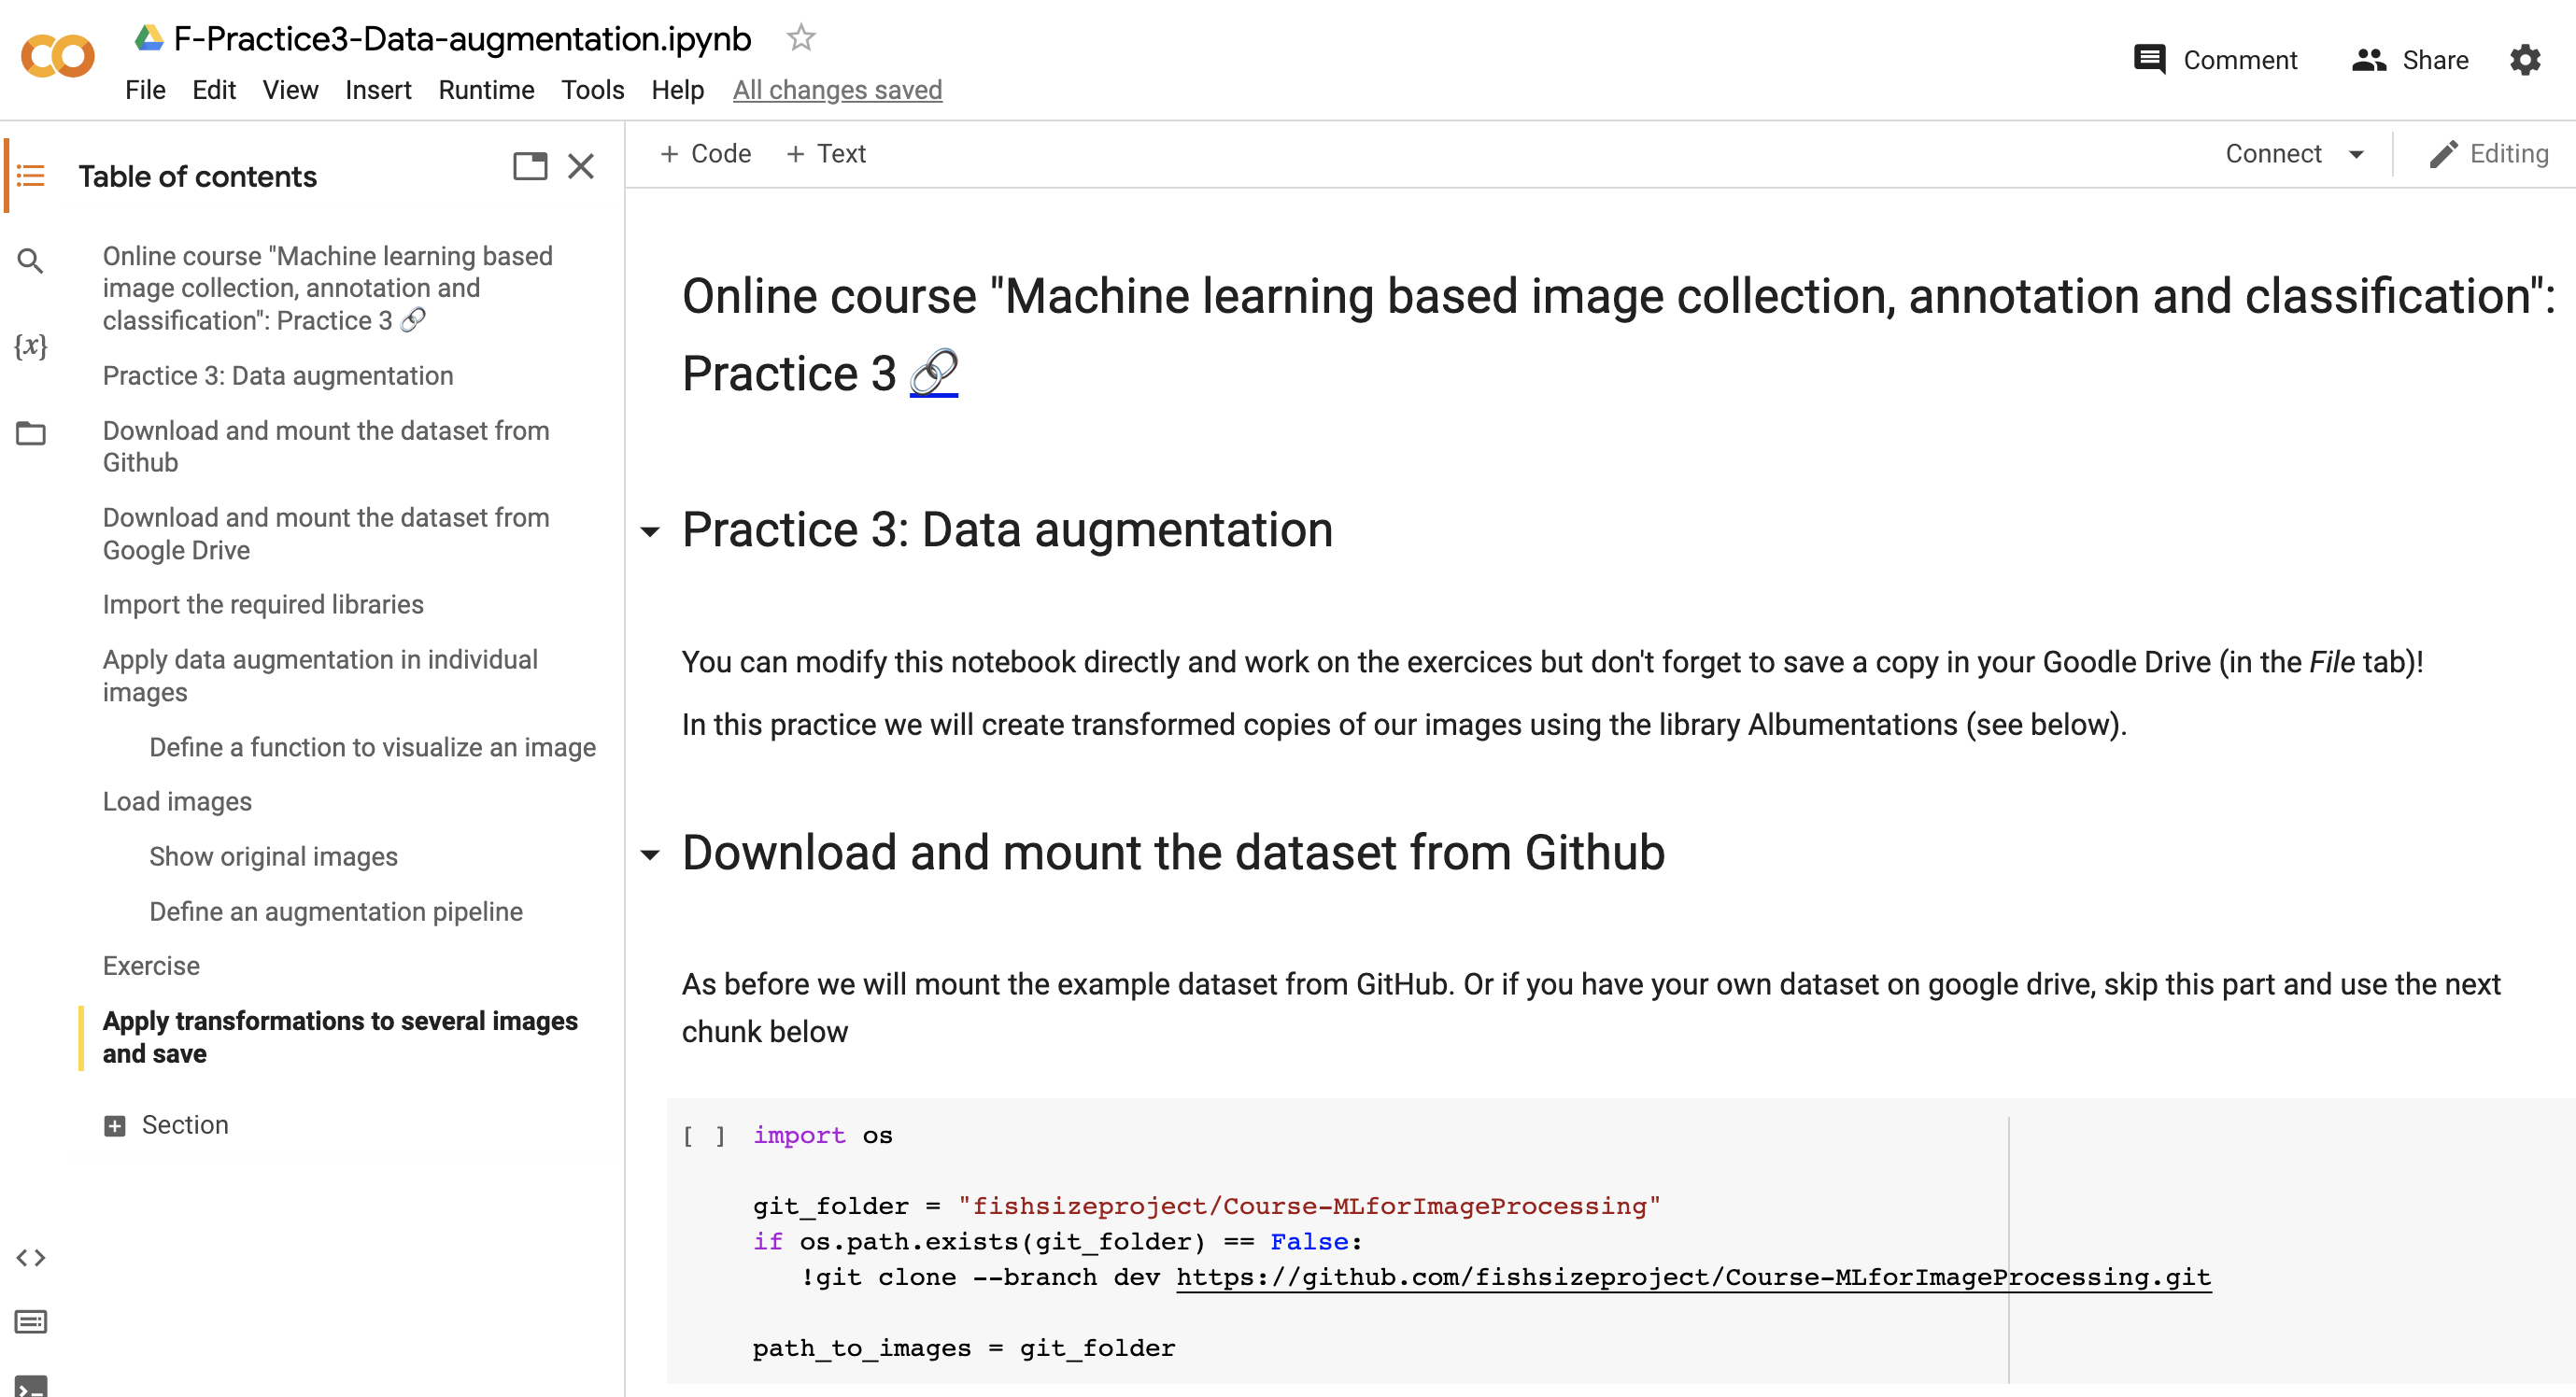 F-Practice3-Data-augmentation.ipynb
File Edit View Insert Runtime Tools Help All changes saved
Comment Share
Table of contents
Online course "Machine learning based
image collection, annotation and
classification": Practice 3 🔗
Practice 3: Data augmentation
Download and mount the dataset from
Github
Download and mount the dataset from
Google Drive
Import the required libraries
Apply data augmentation in individual
images
Define a function to visualize an image
Load images
Show original images
Define an augmentation pipeline
Exercise
Apply transformations to several images
and save
Section
{x}
+ Code + Text
Connect Editing
Online course "Machine learning based image collection, annotation and classification":
Practice 3 🔗
Practice 3: Data augmentation
You can modify this notebook directly and work on the exercices but don't forget to save a copy in your Goodle Drive (in the File tab)!
In this practice we will create transformed copies of our images using the library Albumentations (see below).
Download and mount the dataset from Github
As before we will mount the example dataset from GitHub. Or if you have your own dataset on google drive, skip this part and use the next
chunk below
[ ] import os
git_folder = "fishsizeproject/Course-MLforImageProcessing"
if os.path.exists(git_folder) == False:
!git clone --branch dev https://github.com/fishsizeproject/Course-MLforImageProcessing.git
path_to_images = git_folder